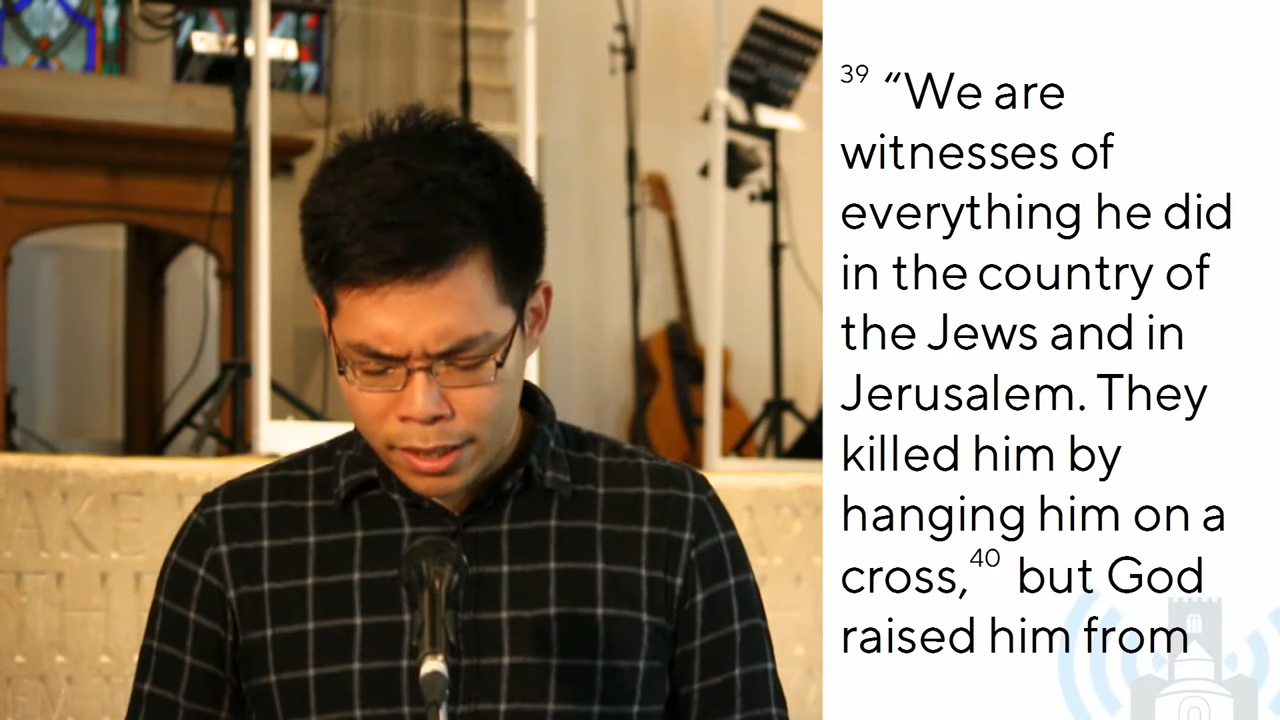 39 “We are
witnesses of
everything he did
in the country of
the Jews and in
Jerusalem. They
killed him by
hanging him on a
cross,40 but God
raised him from
AKE